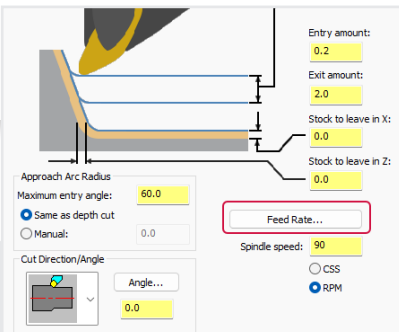 Entry amount:
0.2
Exit amount:
2.0
Stock to leave in X:
0.0
Stock to leave in Z:
0.0
Approach Arc Radius
Maximum entry angle: 60.0
Same as depth cut
Manual: 0.0
Feed Rate...
Spindle speed: 90
CSS
RPM
Cut Direction/Angle
Angle...
0.0